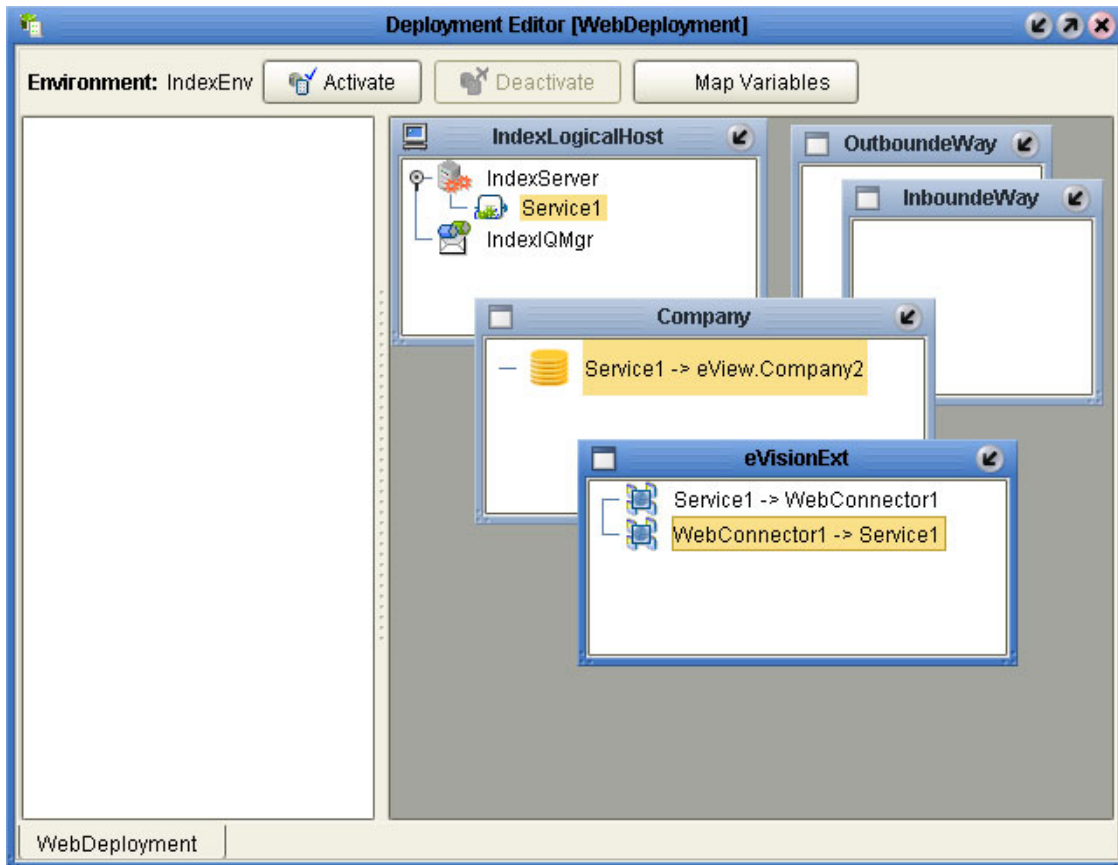 Deployment Editor [WebDeployment]
Environment: IndexEnv Activate Deactivate Map Variables
IndexLogicalHost
IndexServer
Service1
IndexIQMgr
OutboundeWay
InboundeWay
Company
Service1 -> eView.Company2
eVisionExt
Service1 -> WebConnector1
WebConnector1 -> Service1
WebDeployment